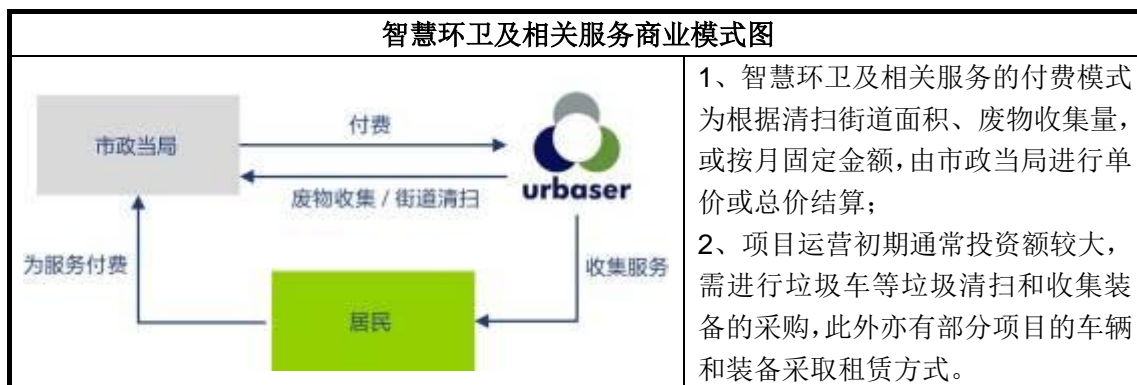 智慧环卫及相关服务商业模式图
市政当局
付费
废物收集 / 街道清扫
urbaser
为服务付费
收集服务
居民
1、智慧环卫及相关服务的付费模式
为根据清扫街道面积、废物收集量，
或按月固定金额，由市政当局进行单
价或总价结算；
2、项目运营初期通常投资额较大，
需进行垃圾车等垃圾清扫和收集装
备的采购，此外亦有部分项目的车辆
和装备采取租赁方式。